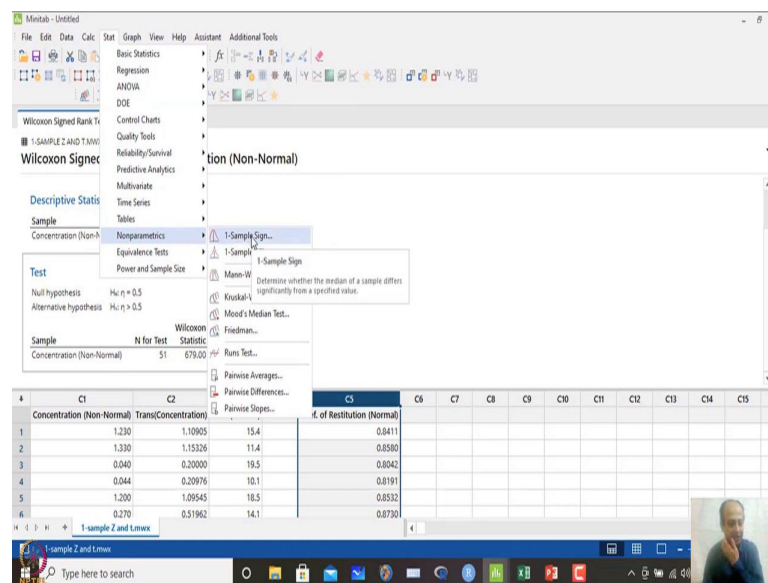 Minitab - Untitled
File Edit Data Calc Stat Graph View Help Assistant Additional Tools
Basic Statistics
Regression
ANOVA
DOE
Control Charts
Quality Tools
Reliability/Survival
Predictive Analytics
Multivariate
Time Series
Tables
Nonparametrics
Equivalence Tests
Power and Sample Size
1-Sample Sign...
1-Sample
Mann-W
Kruskal-
Mood's Median Test...
Friedman...
Runs Test...
Pairwise Averages...
Pairwise Differences...
Pairwise Slopes...
1-Sample Sign
Determine whether the median of a sample differs
significantly from a specified value.
Wilcoxon Signed Rank Te
1-SAMPLE Z AND T.MW
Wilcoxon Signed tion (Non-Normal)
Descriptive Statis
Sample
Concentration (Non-N
Test
Null hypothesis H₀: η = 0.5
Alternative hypothesis H₁: η > 0.5
Wilcoxon
Sample N for Test Statistic
Concentration (Non-Normal) 51 679.00
C1 C2 C5 C6 C7 C8 C9 C10 C11 C12 C13 C14 C15
Concentration (Non-Normal) Trans(Concentration) ef. of Restitution (Normal)
1 1.230 1.10905 15.4 0.8411
2 1.330 1.15326 11.4 0.8580
3 0.040 0.20000 19.5 0.8042
4 0.044 0.20976 10.1 0.8191
5 1.200 1.09545 18.5 0.8532
6 0.270 0.51962 14.1 0.8730
1-sample Z and t.mwx
1-sample Z and t.mwx
Type here to search